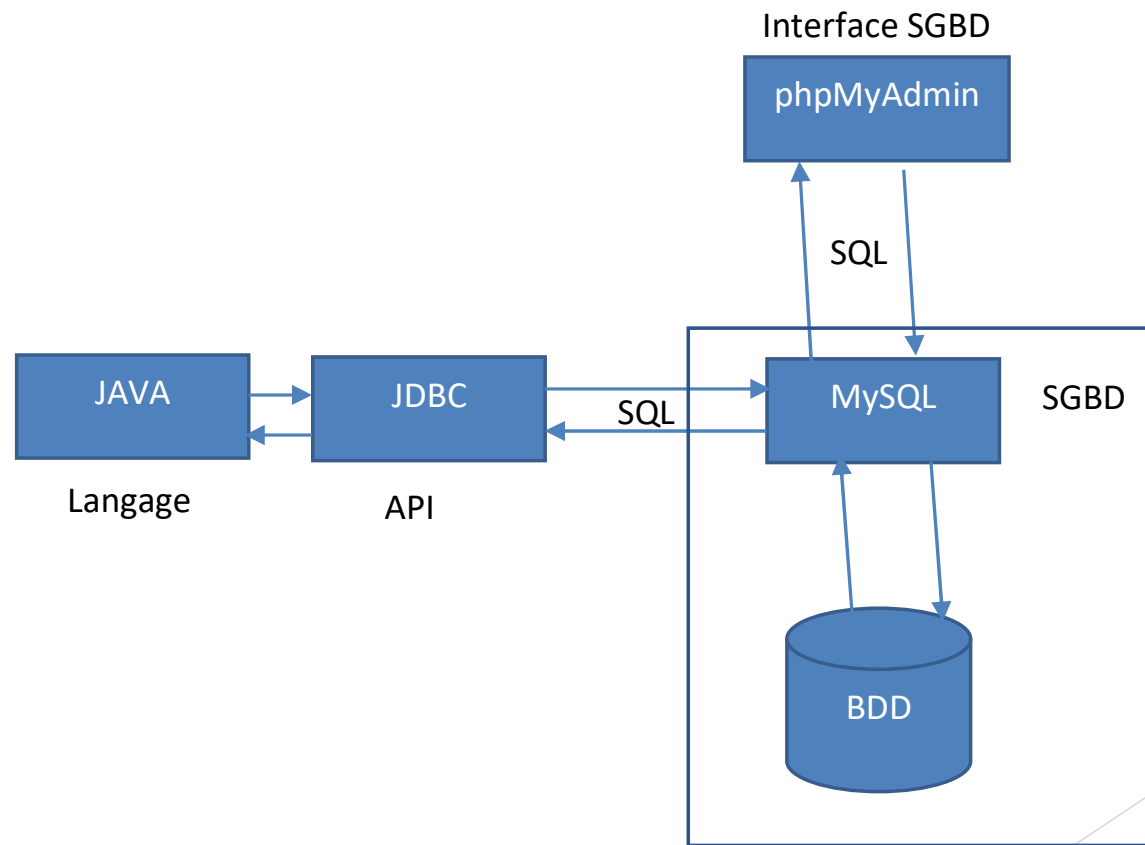 Interface SGBD
phpMyAdmin
SQL
JAVA
JDBC
SQL
MySQL
SGBD
Langage
API
BDD